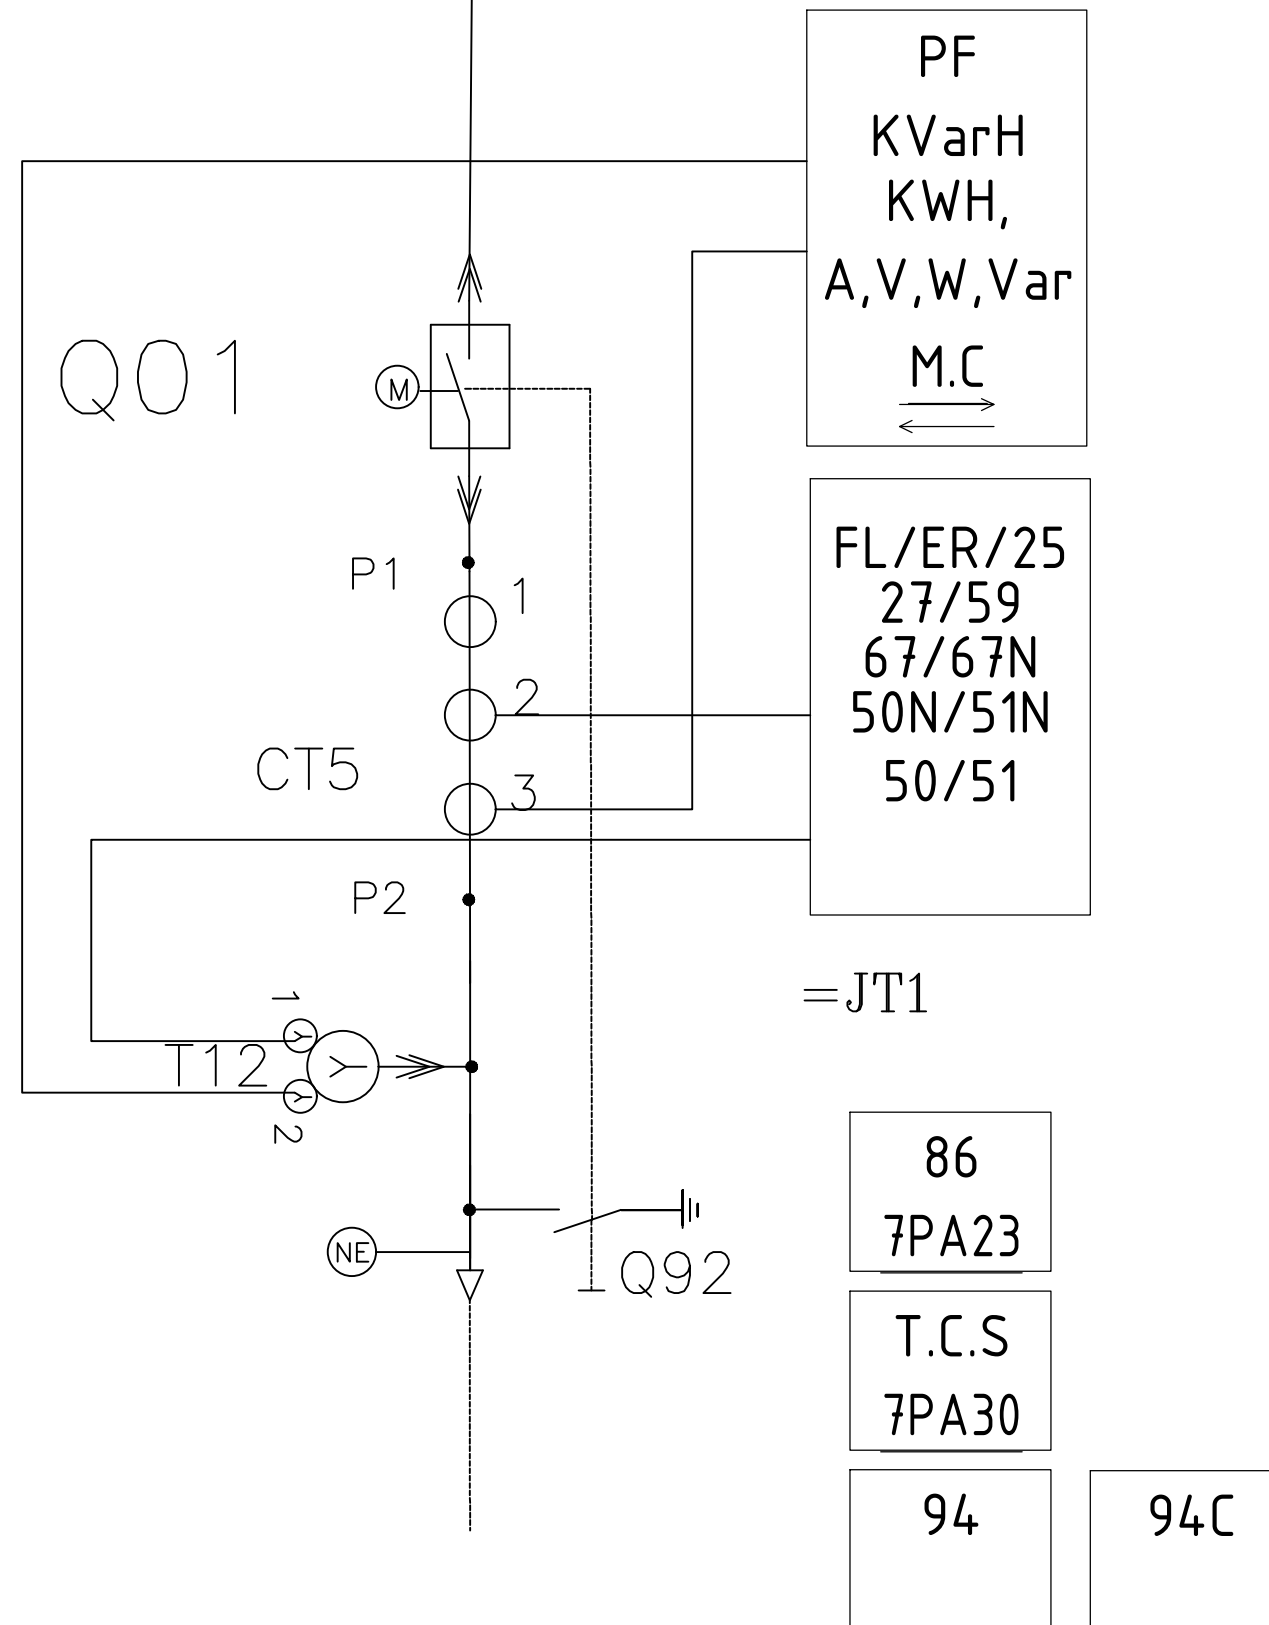 PF
KVarH
KWH,
A,V,W,Var
M.C
Q01
M
FL/ER/25
27/59
67/67N
50N/51N
50/51
P1
1
2
CT5
3
P2
=JT1
1
T12
2
NE
Q92
86
7PA23
T.C.S
7PA30
94
94C